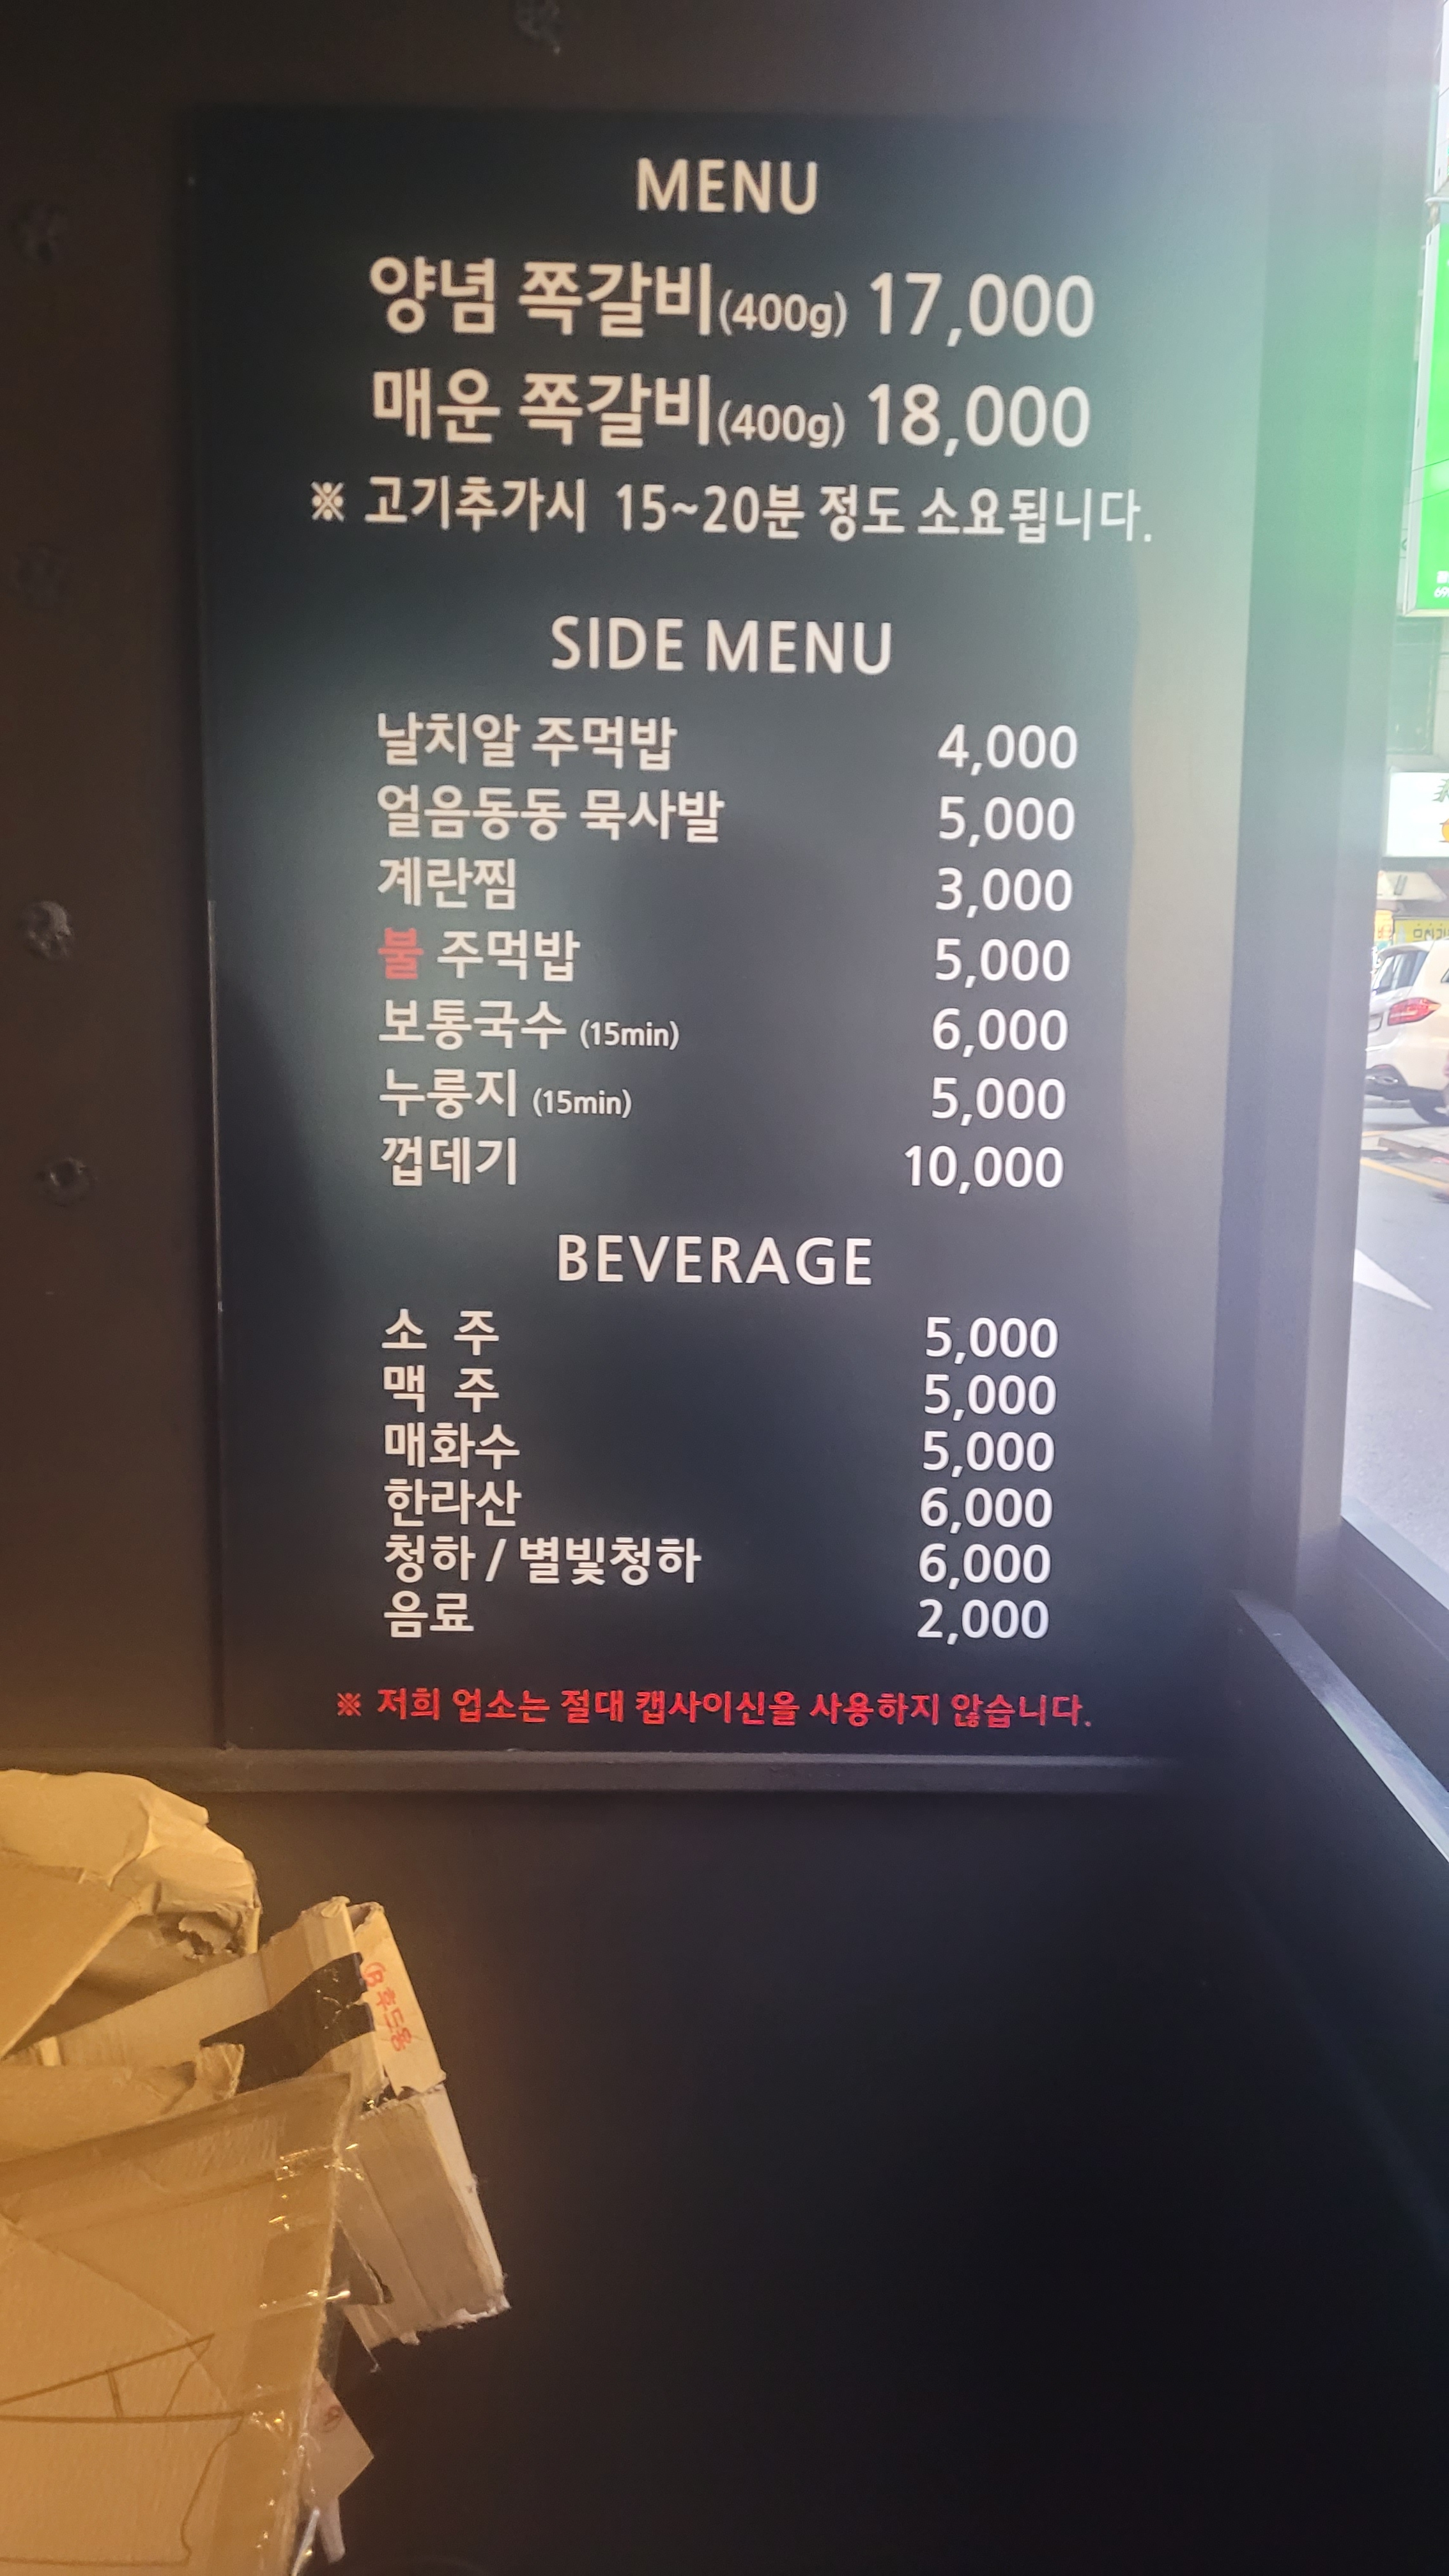 MENU
양념 쪽갈비(400g) 17,000
매운 쪽갈비(400g) 18,000
※ 고기추가시 15~20분 정도 소요됩니다.
SIDE MENU
날치알 주먹밥 4,000
얼음동동 묵사발 5,000
계란찜 3,000
불 주먹밥 5,000
보통국수 (15min) 6,000
누룽지 (15min) 5,000
껍데기 10,000
BEVERAGE
소 주 5,000
맥 주 5,000
매화수 5,000
한라산 6,000
청하 / 별빛청하 6,000
음료 2,000
※ 저희 업소는 절대 캡사이신을 사용하지 않습니다.